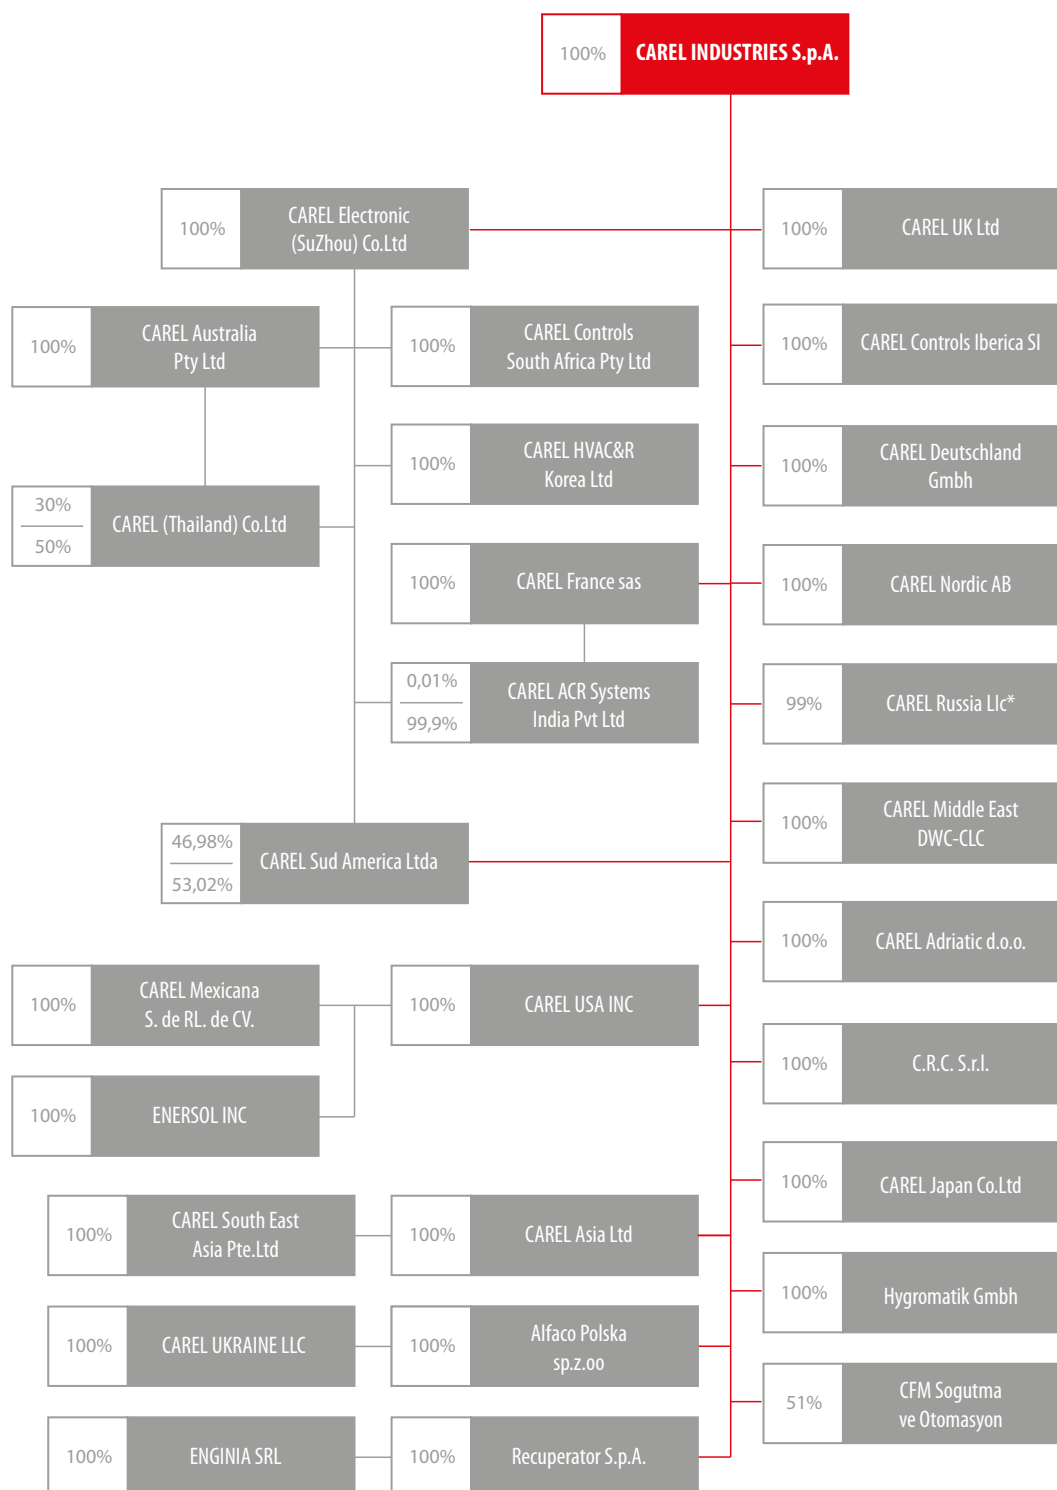 100%
CAREL INDUSTRIES S.p.A.
100%
CAREL Electronic
(SuZhou) Co.Ltd
100%
CAREL UK Ltd
100%
CAREL Australia
Pty Ltd
100%
CAREL Controls
South Africa Pty Ltd
100%
CAREL Controls Iberica Sl
100%
CAREL HVAC&R
Korea Ltd
100%
CAREL Deutschland
Gmbh
30%
50%
CAREL (Thailand) Co.Ltd
100%
CAREL France sas
100%
CAREL Nordic AB
0,01%
99,9%
CAREL ACR Systems
India Pvt Ltd
99%
CAREL Russia Llc*
100%
CAREL Middle East
DWC-CLC
46,98%
53,02%
CAREL Sud America Ltda
100%
CAREL Adriatic d.o.o.
100%
CAREL Mexicana
S. de RL. de CV.
100%
CAREL USA INC
100%
C.R.C. S.r.l.
100%
ENERSOL INC
100%
CAREL Japan Co.Ltd
100%
CAREL South East
Asia Pte.Ltd
100%
CAREL Asia Ltd
100%
Hygromatik Gmbh
100%
CAREL UKRAINE LLC
100%
Alfaco Polska
sp.z.oo
51%
CFM Sogutma
ve Otomasyon
100%
ENGINIA SRL
100%
Recuperator S.p.A.